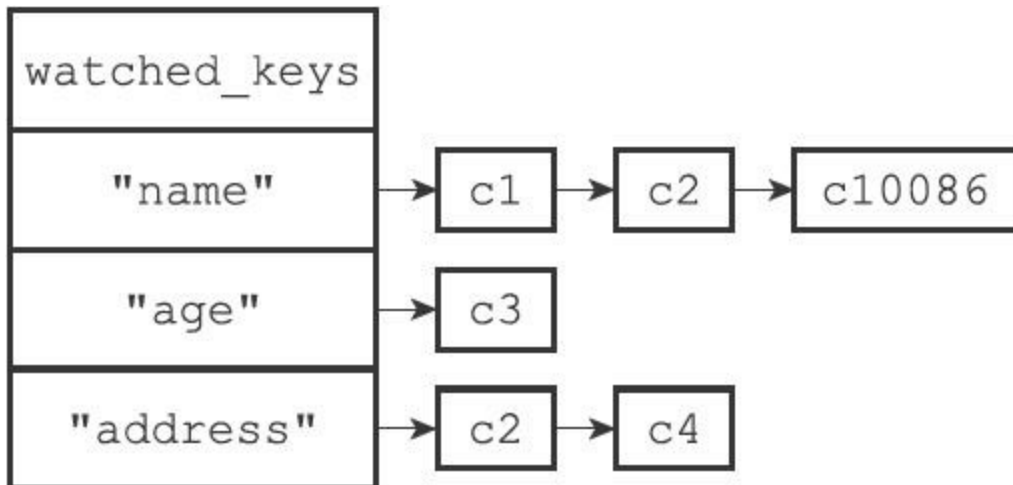 watched_keys
"name" c1 c2 c10086
"age" c3
"address" c2 c4